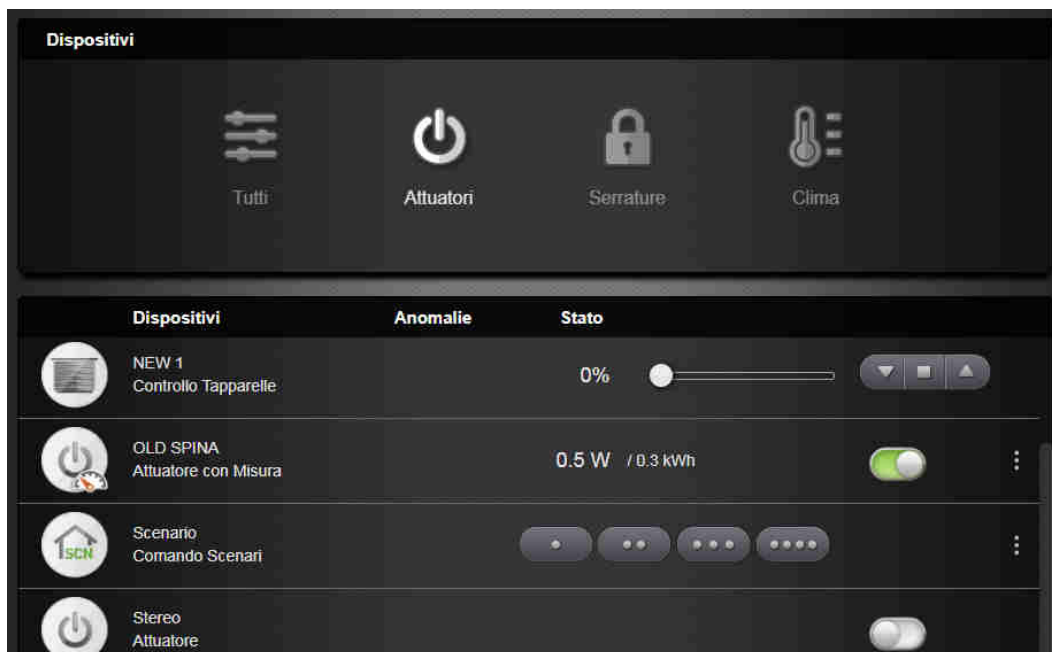 Dispositivi
Tutti
Attuatori
Serrature
Clima
Dispositivi Anomalie Stato
NEW 1
Controllo Tapparelle
0%
OLD SPINA
Attuatore con Misura
0.5 W / 0.3 kWh
SCN
Scenario
Comando Scenari
Stereo
Attuatore